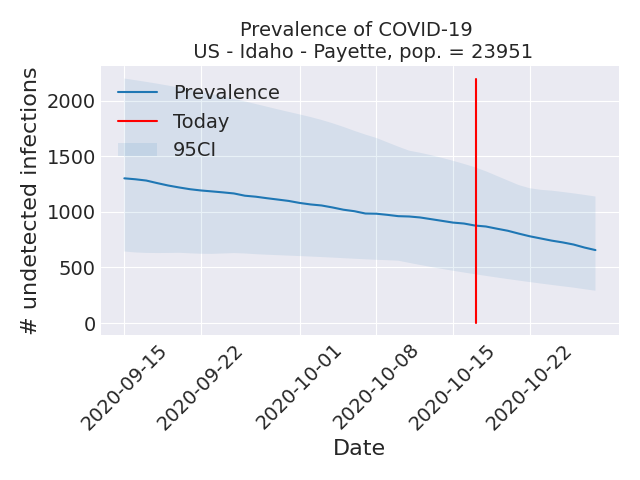 Prevalence of COVID-19
US - Idaho - Payette, pop. = 23951
# undetected infections
2000
1500
1000
500
0
Prevalence
Today
95CI
2020-09-15
2020-09-22
2020-10-01
2020-10-08
2020-10-15
2020-10-22
Date